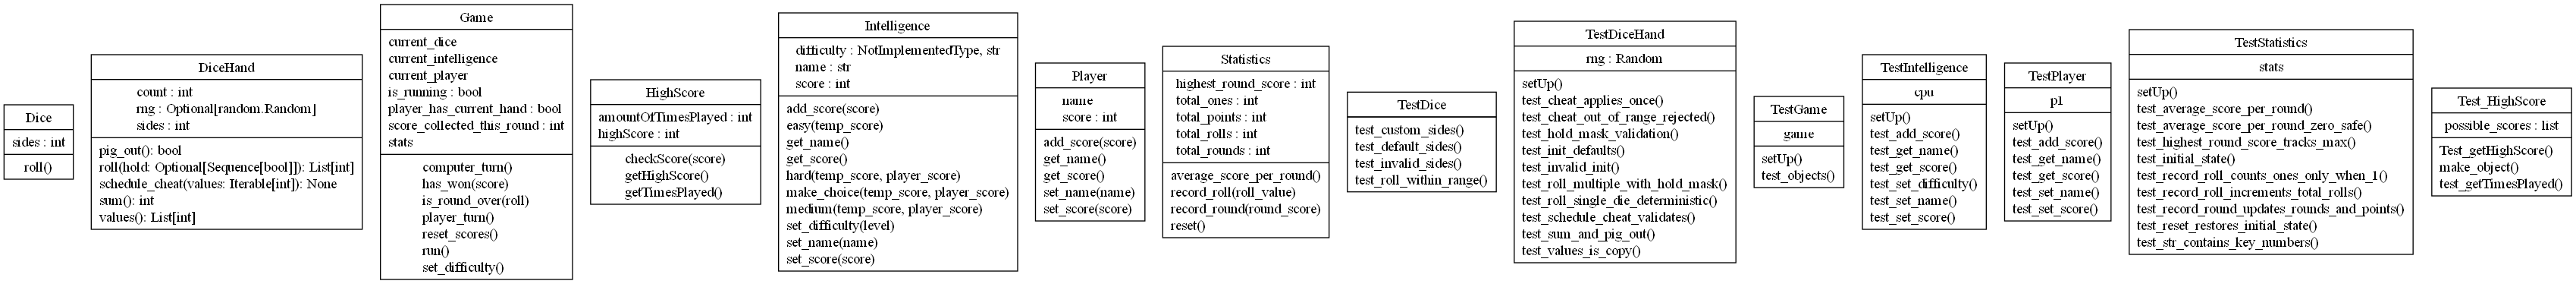 Dice
sides : int
roll()
DiceHand
count : int
rng : Optional[random.Random]
sides : int
pig_out(): bool
roll(hold: Optional[Sequence[bool]]): List[int]
schedule_cheat(values: Iterable[int]): None
sum(): int
values(): List[int]
Game
current_dice
current_intelligence
current_player
is_running : bool
player_has_current_hand : bool
score_collected_this_round : int
stats
computer_turn()
has_won(score)
is_round_over(roll)
player_turn()
reset_scores()
run()
set_difficulty()
HighScore
amountOfTimesPlayed : int
highScore : int
checkScore(score)
getHighScore()
getTimesPlayed()
Intelligence
difficulty : NotImplementedType, str
name : str
score : int
add_score(score)
easy(temp_score)
get_name()
get_score()
hard(temp_score, player_score)
make_choice(temp_score, player_score)
medium(temp_score, player_score)
set_difficulty(level)
set_name(name)
set_score(score)
Player
name
score : int
add_score(score)
get_name()
get_score()
set_name(name)
set_score(score)
Statistics
highest_round_score : int
total_ones : int
total_points : int
total_rolls : int
total_rounds : int
average_score_per_round()
record_roll(roll_value)
record_round(round_score)
reset()
TestDice
test_custom_sides()
test_default_sides()
test_invalid_sides()
test_roll_within_range()
TestDiceHand
rng : Random
setUp()
test_cheat_applies_once()
test_cheat_out_of_range_rejected()
test_hold_mask_validation()
test_init_defaults()
test_invalid_init()
test_roll_multiple_with_hold_mask()
test_roll_single_die_deterministic()
test_schedule_cheat_validates()
test_sum_and_pig_out()
test_values_is_copy()
TestGame
game
setUp()
test_objects()
TestIntelligence
cpu
setUp()
test_add_score()
test_get_name()
test_get_score()
test_set_difficulty()
test_set_name()
test_set_score()
TestPlayer
p1
setUp()
test_add_score()
test_get_name()
test_get_score()
test_set_name()
test_set_score()
TestStatistics
stats
setUp()
test_average_score_per_round()
test_average_score_per_round_zero_safe()
test_highest_round_score_tracks_max()
test_initial_state()
test_record_roll_counts_ones_only_when_1()
test_record_roll_increments_total_rolls()
test_record_round_updates_rounds_and_points()
test_reset_restores_initial_state()
test_str_contains_key_numbers()
Test_HighScore
possible_scores : list
Test_getHighScore()
make_object()
test_getTimesPlayed()